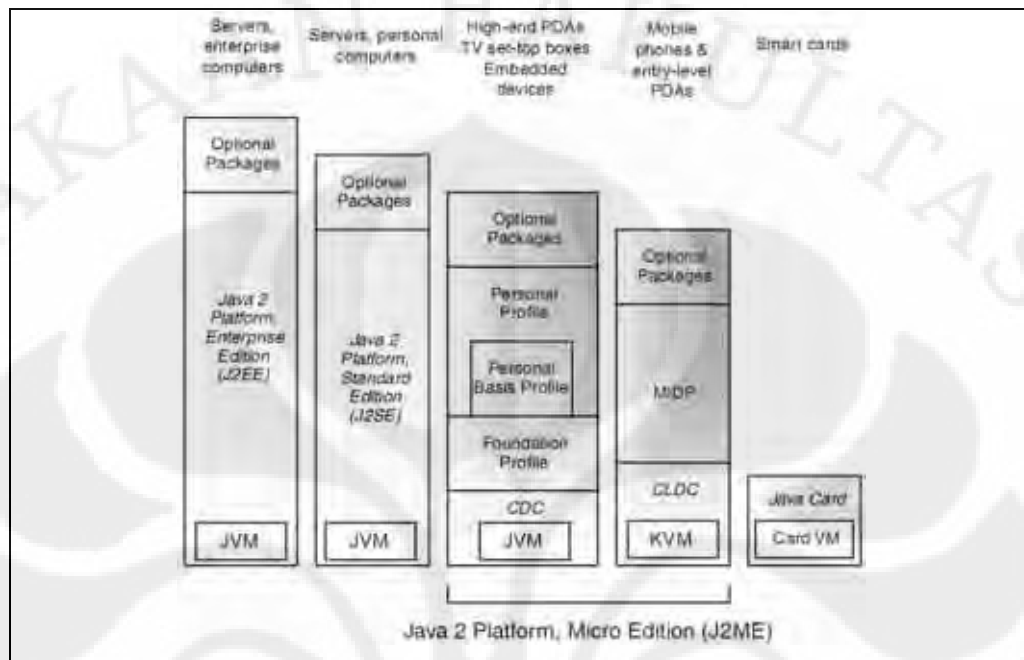 Servers,
enterprise
computers
Servers, personal
computers
High-end PDAs
TV set-top boxes
Embedded
devices
Mobile
phones &
entry-level
PDAs
Smart cards
Optional
Packages
Java 2
Platform,
Enterprise
Edition
(J2EE)
JVM
Optional
Packages
Java 2
Platform,
Standard
Edition
(J2SE)
JVM
Optional
Packages
Personal
Profile
Personal
Basis Profile
Foundation
Profile
CDC
JVM
Optional
Packages
MIDP
CLDC
KVM
Java Card
Card VM
Java 2 Platform, Micro Edition (J2ME)